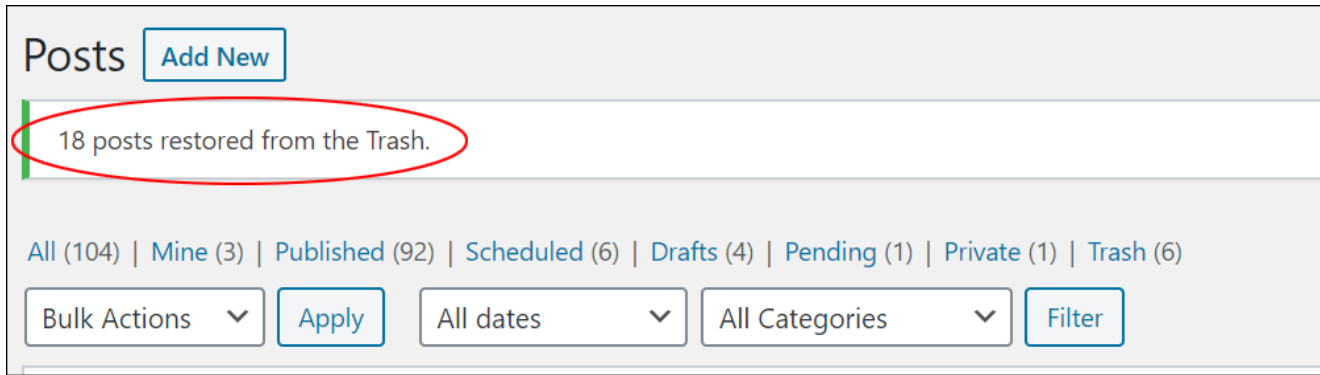 Posts Add New
18 posts restored from the Trash.
All (104) | Mine (3) | Published (92) | Scheduled (6) | Drafts (4) | Pending (1) | Private (1) | Trash (6)
Bulk Actions Apply All dates All Categories Filter